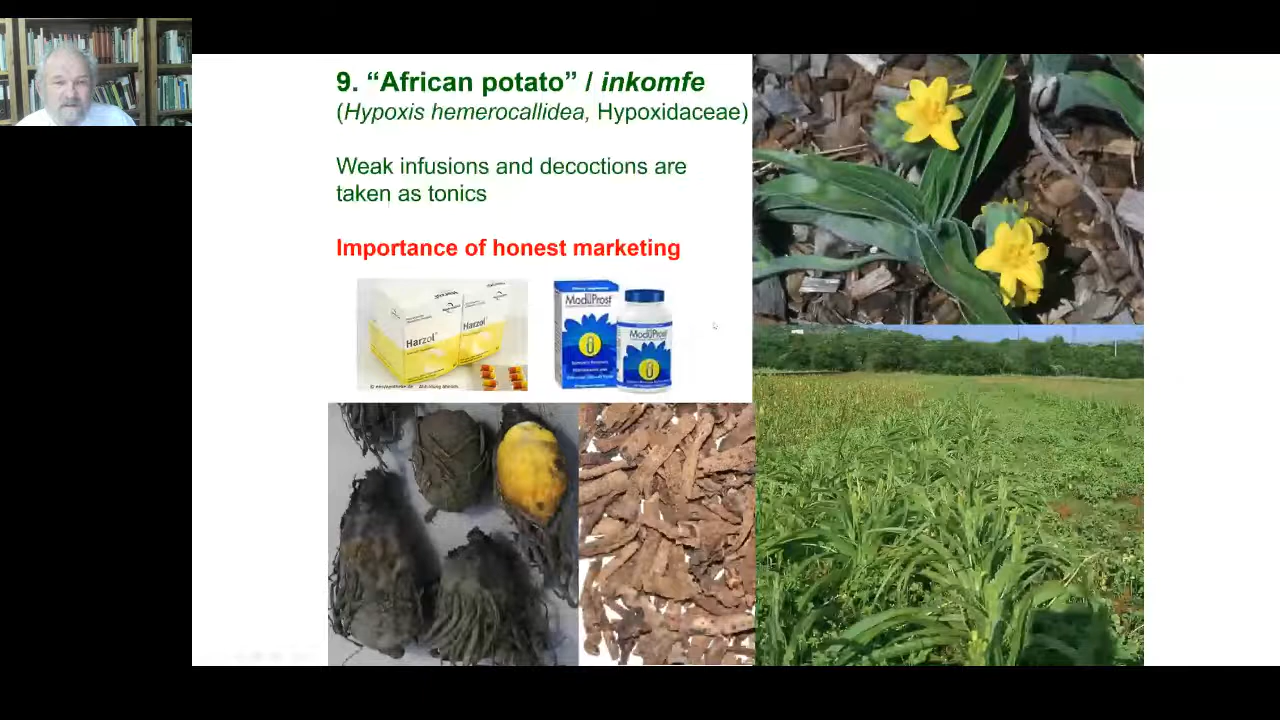 9. “African potato” / inkomfe
(Hypoxis hemerocallidea, Hypoxidaceae)
Weak infusions and decoctions are
taken as tonics
Importance of honest marketing
Harzol
Harzol
ModuProst
ModuProst